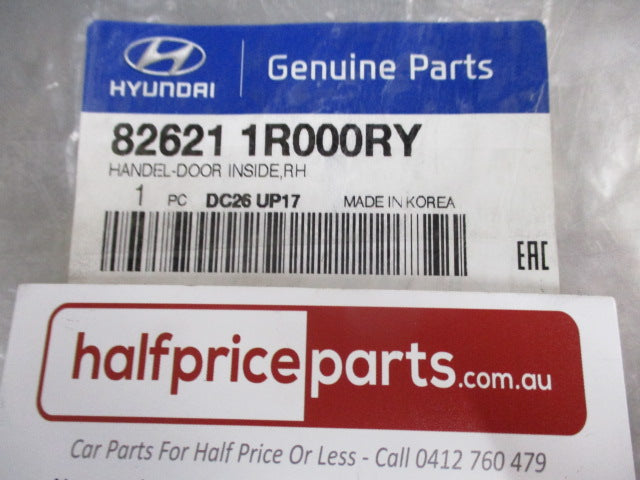 HYUNDAI
Genuine Parts
82621 1R000RY
HANDEL-DOOR INSIDE,RH
1 PC DC26 UP17 MADE IN KOREA
EAC
halfpriceparts.com.au
Car Parts For Half Price Or Less - Call 0412 760 479